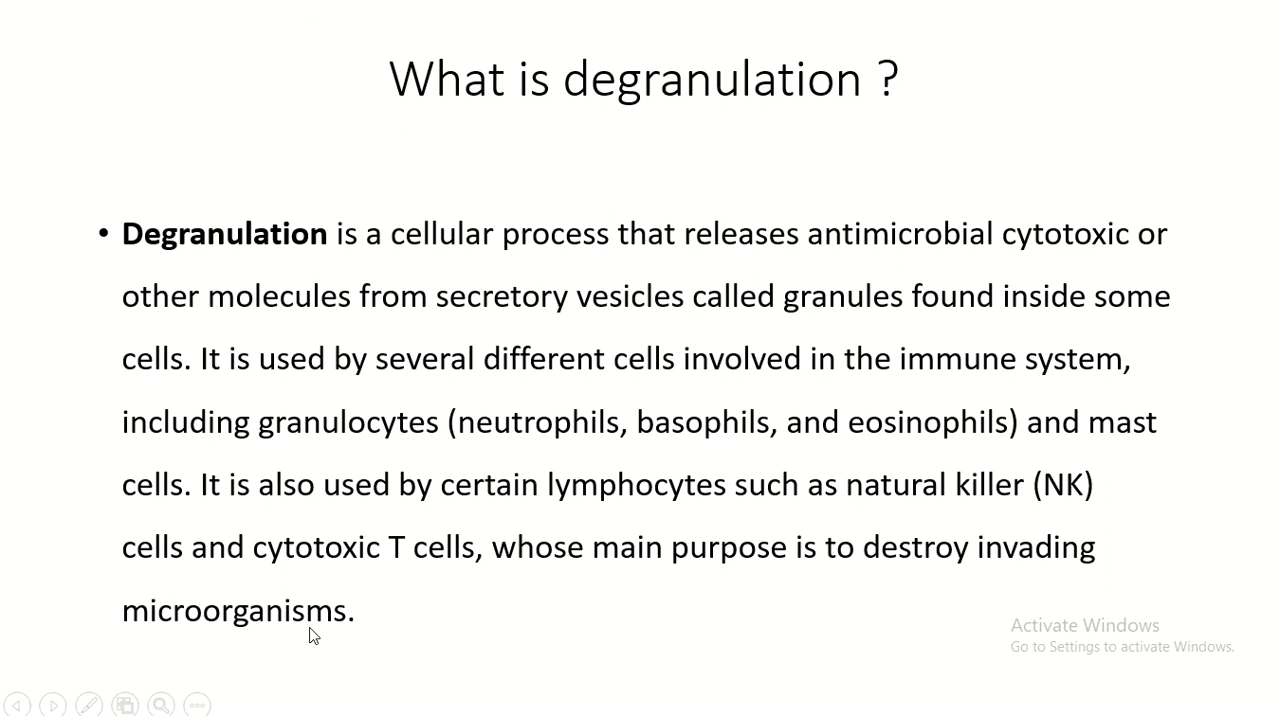 What is degranulation ?
• Degranulation is a cellular process that releases antimicrobial cytotoxic or
other molecules from secretory vesicles called granules found inside some
cells. It is used by several different cells involved in the immune system,
including granulocytes (neutrophils, basophils, and eosinophils) and mast
cells. It is also used by certain lymphocytes such as natural killer (NK)
cells and cytotoxic T cells, whose main purpose is to destroy invading
microorganisms.
Activate Windows
Go to Settings to activate Windows.